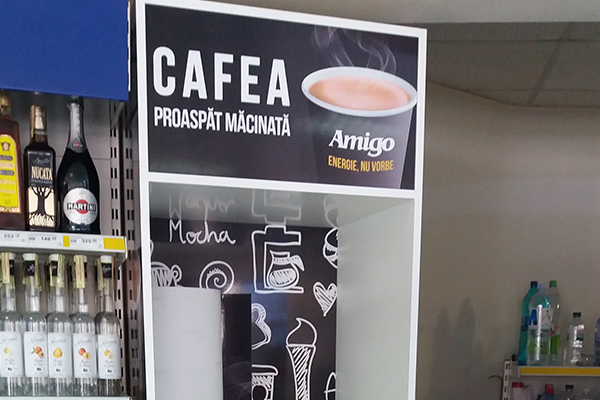 CAFEA
PROASPĂT MĂCINATĂ
Amigo
ENERGIE, NU VORBE
Mocha
NUCATA
MARTINI